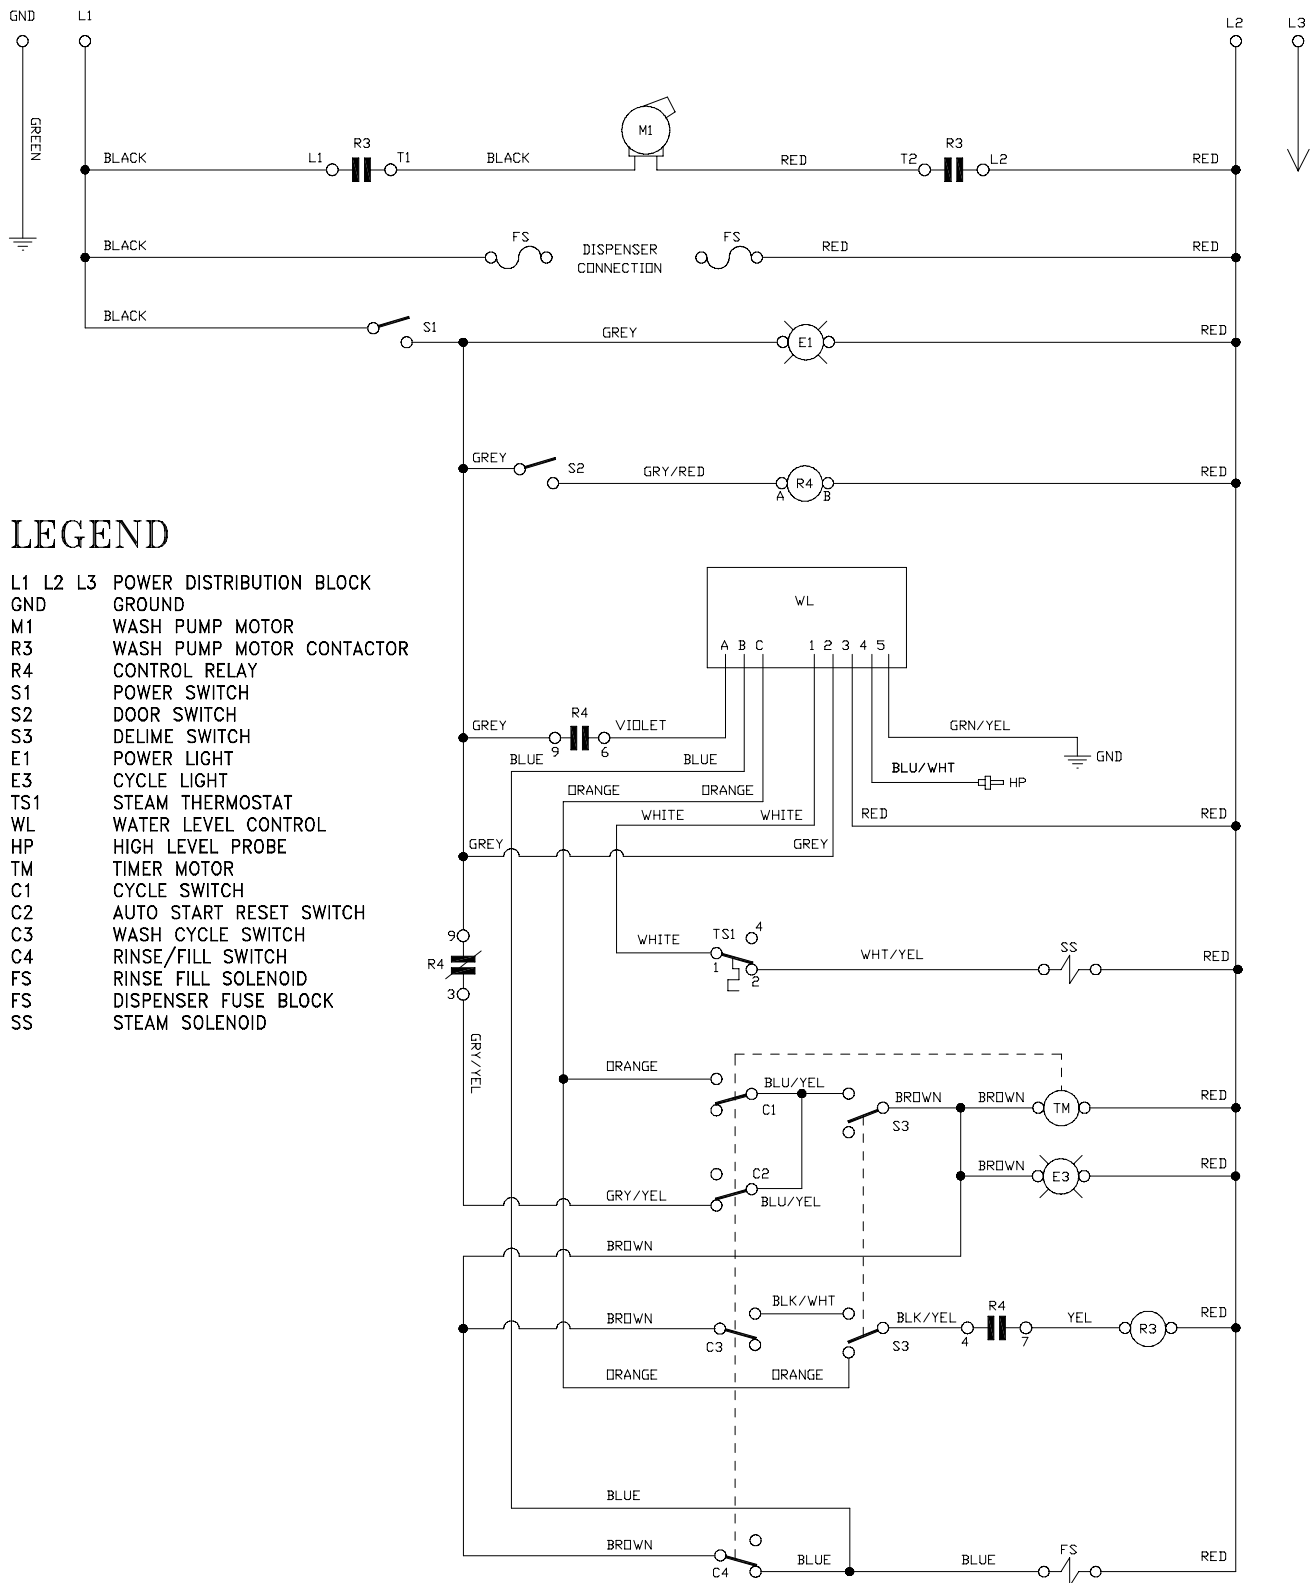 GND
L1
L2
L3
GREEN
M1
R3
R3
BLACK
L1
T1
BLACK
RED
T2
L2
RED
FS
FS
BLACK
DISPENSER
CONNECTION
RED
RED
BLACK
S1
GREY
E1
RED
GREY
S2
GRY/RED
R4
A
B
RED
LEGEND
L1 L2 L3 POWER DISTRIBUTION BLOCK
GND GROUND
M1 WASH PUMP MOTOR
R3 WASH PUMP MOTOR CONTACTOR
R4 CONTROL RELAY
S1 POWER SWITCH
S2 DOOR SWITCH
S3 DELIME SWITCH
E1 POWER LIGHT
E3 CYCLE LIGHT
TS1 STEAM THERMOSTAT
WL WATER LEVEL CONTROL
HP HIGH LEVEL PROBE
TM TIMER MOTOR
C1 CYCLE SWITCH
C2 AUTO START RESET SWITCH
C3 WASH CYCLE SWITCH
C4 RINSE/FILL SWITCH
FS RINSE FILL SOLENOID
FS DISPENSER FUSE BLOCK
SS STEAM SOLENOID
WL
A B C 1 2 3 4 5
GREY
R4
9
6
VIOLET
GRN/YEL
GND
BLUE
BLUE
BLU/WHT
HP
ORANGE
ORANGE
WHITE
WHITE
RED
RED
GREY
GREY
9
R4
3
GRY/YEL
WHITE
TS1
4
1
2
WHT/YEL
SS
RED
ORANGE
BLU/YEL
C1
S3
BROWN
BROWN
TM
RED
C2
BROWN
E3
RED
GRY/YEL
BLU/YEL
BROWN
BROWN
C3
BLK/WHT
S3
BLK/YEL
R4
4
7
YEL
R3
RED
ORANGE
ORANGE
BLUE
BROWN
C4
BLUE
BLUE
FS
RED